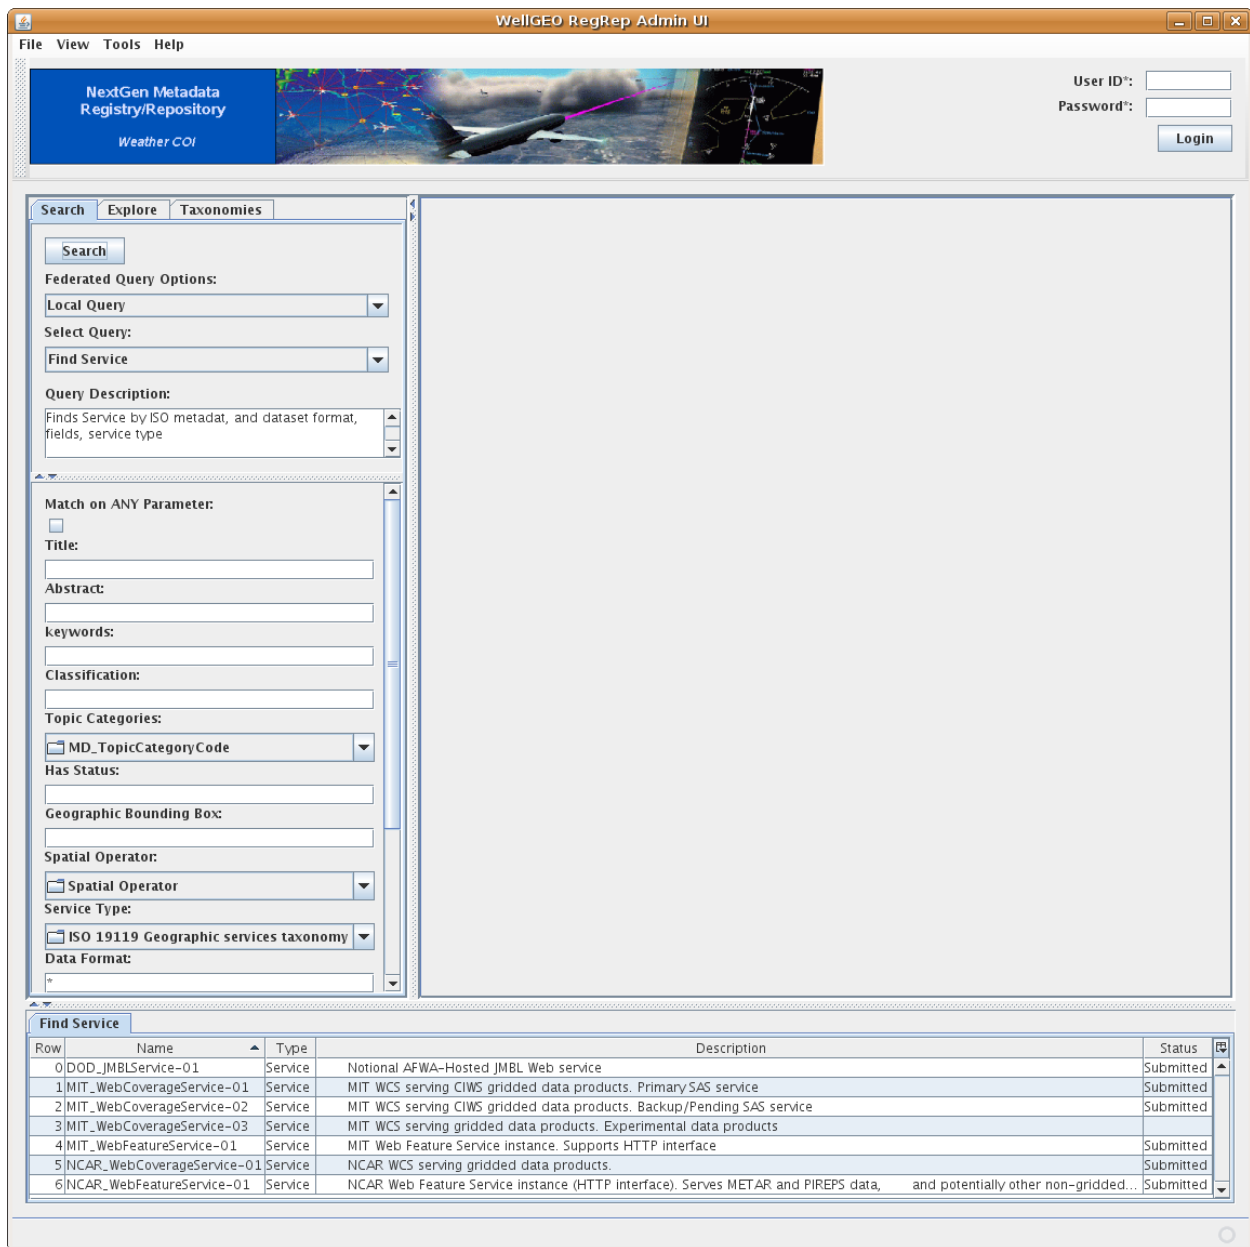 WellGEO RegRep Admin UI
File View Tools Help
NextGen Metadata
Registry/Repository
Weather COI
User ID*:
Password*:
Login
Search Explore Taxonomies
Search
Federated Query Options:
Local Query
Select Query:
Find Service
Query Description:
Finds Service by ISO metadat, and dataset format,
fields, service type
Match on ANY Parameter:
Title:
Abstract:
keywords:
Classification:
Topic Categories:
MD_TopicCategoryCode
Has Status:
Geographic Bounding Box:
Spatial Operator:
Spatial Operator
Service Type:
ISO 19119 Geographic services taxonomy
Data Format:
*
Find Service
Row Name Type Description Status
0 DOD_JMBLService-01 Service Notional AFWA-Hosted JMBL Web service Submitted
1 MIT_WebCoverageService-01 Service MIT WCS serving CIWS gridded data products. Primary SAS service Submitted
2 MIT_WebCoverageService-02 Service MIT WCS serving CIWS gridded data products. Backup/Pending SAS service Submitted
3 MIT_WebCoverageService-03 Service MIT WCS serving gridded data products. Experimental data products
4 MIT_WebFeatureService-01 Service MIT Web Feature Service instance. Supports HTTP interface Submitted
5 NCAR_WebCoverageService-01 Service NCAR WCS serving gridded data products. Submitted
6 NCAR_WebFeatureService-01 Service NCAR Web Feature Service instance (HTTP interface). Serves METAR and PIREPS data, and potentially other non-gridded... Submitted